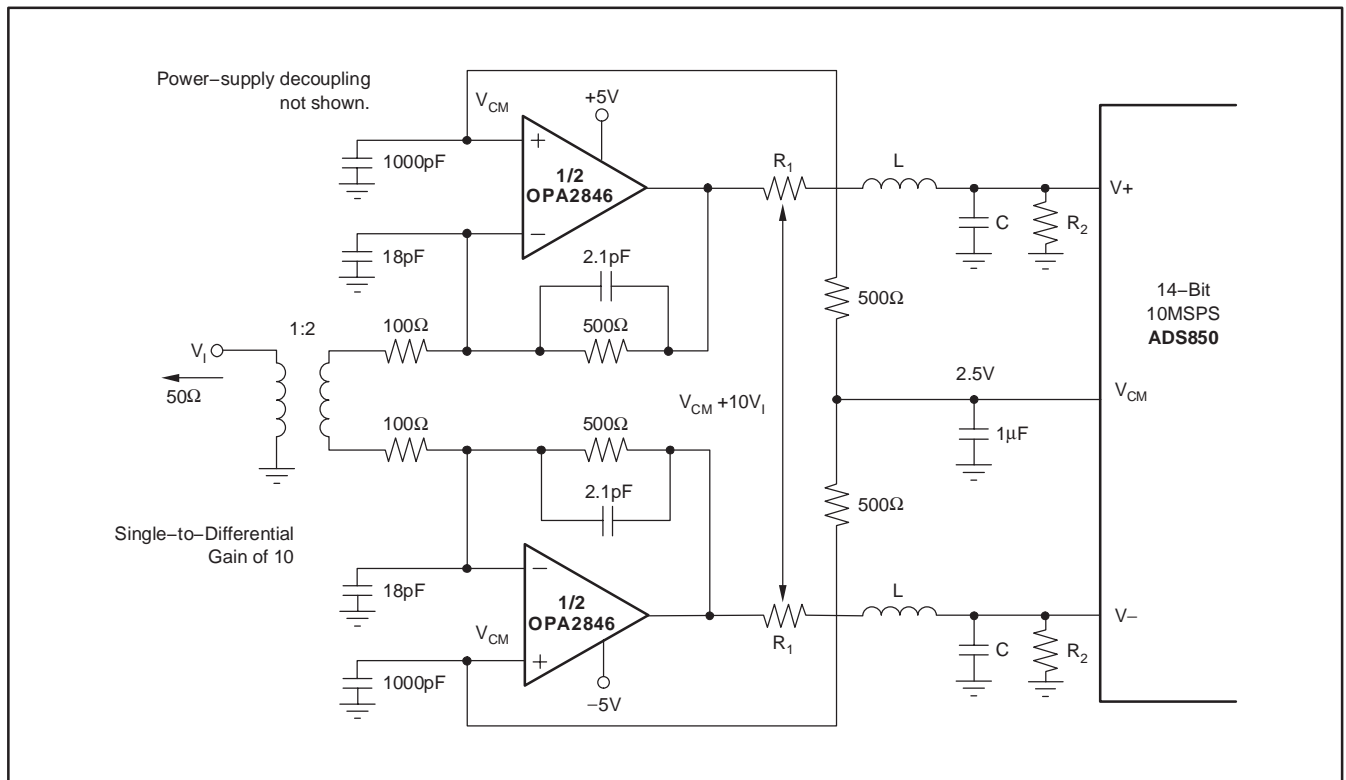 Power−supply decoupling
not shown.
V_CM
+5V
1000pF
+
1/2
OPA2846
−
18pF
2.1pF
500Ω
100Ω
1:2
V_I
50Ω
R_1
L
C
R_2
V+
500Ω
14−Bit
10MSPS
ADS850
2.5V
V_CM
1μF
V_CM +10V_I
100Ω
500Ω
2.1pF
500Ω
Single−to−Differential
Gain of 10
18pF
−
1/2
OPA2846
V_CM
+
1000pF
−5V
R_1
L
C
R_2
V−